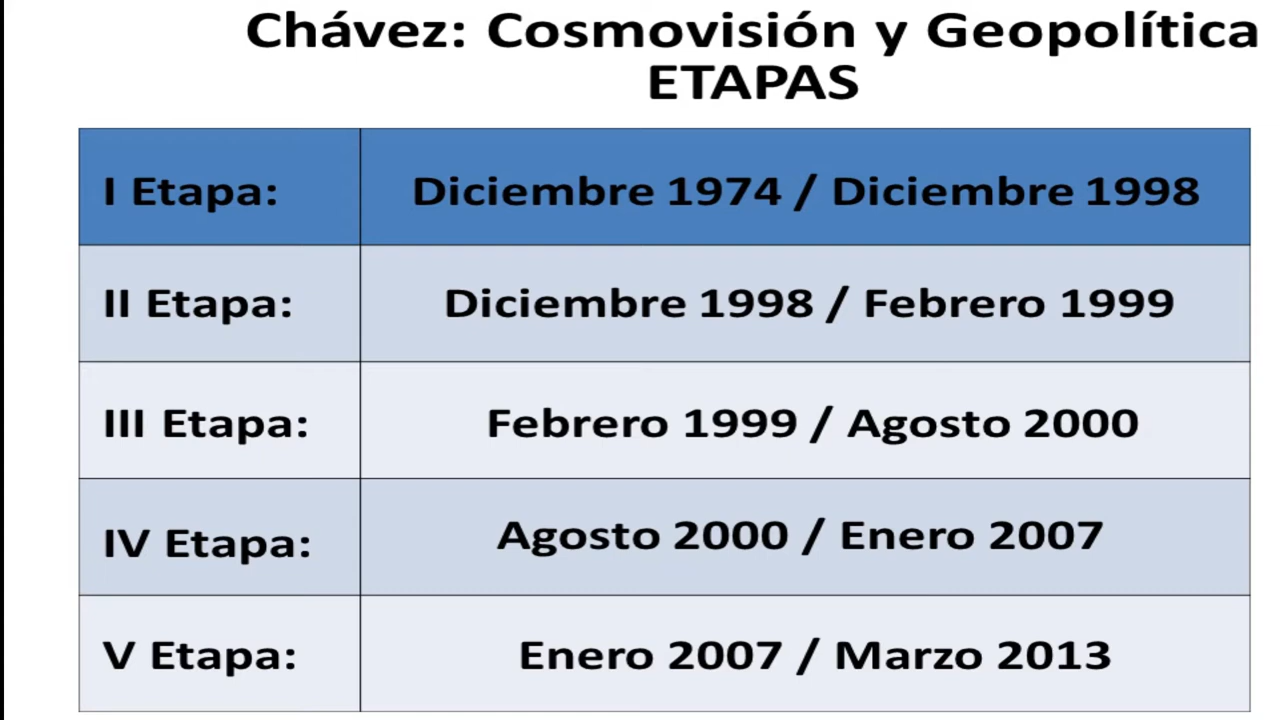 Chávez: Cosmovisión y Geopolítica
ETAPAS
I Etapa: Diciembre 1974 / Diciembre 1998
II Etapa: Diciembre 1998 / Febrero 1999
III Etapa: Febrero 1999 / Agosto 2000
IV Etapa: Agosto 2000 / Enero 2007
V Etapa: Enero 2007 / Marzo 2013